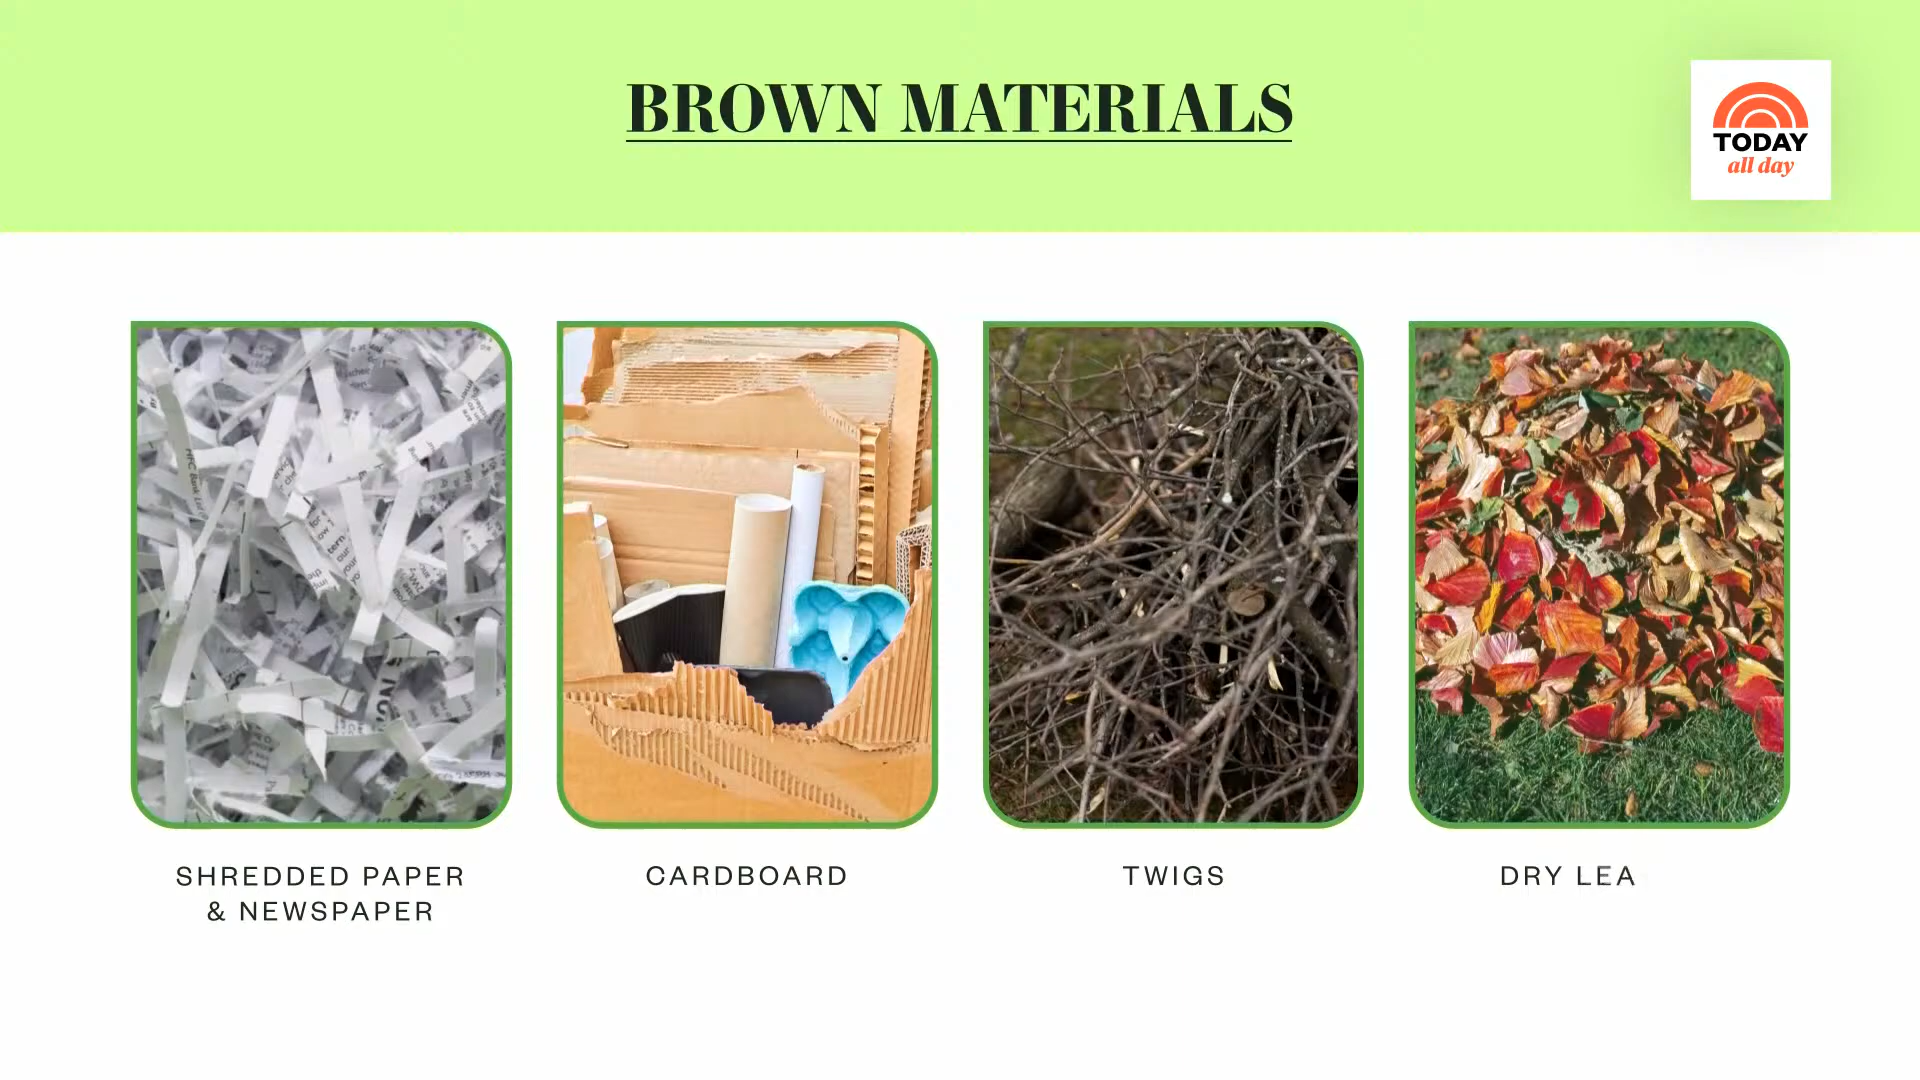 BROWN MATERIALS
TODAY
all day
SHREDDED PAPER
& NEWSPAPER
CARDBOARD
TWIGS
DRY LEA